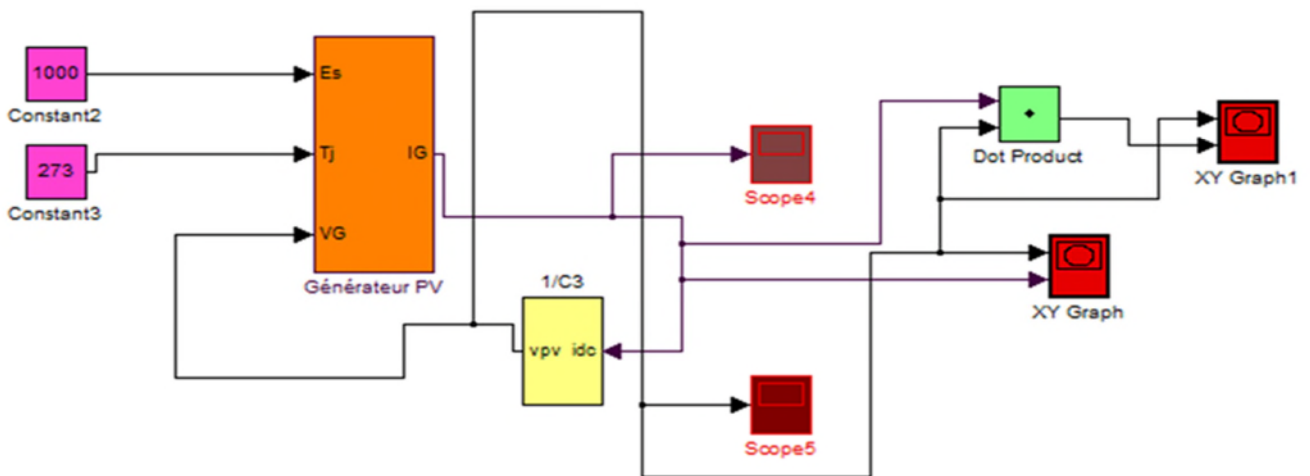 1000
Constant2
273
Constant3
Es
Tj
IG
VG
Générateur PV
1/C3
vpv idc
Scope4
Scope5
Dot Product
XY Graph1
XY Graph